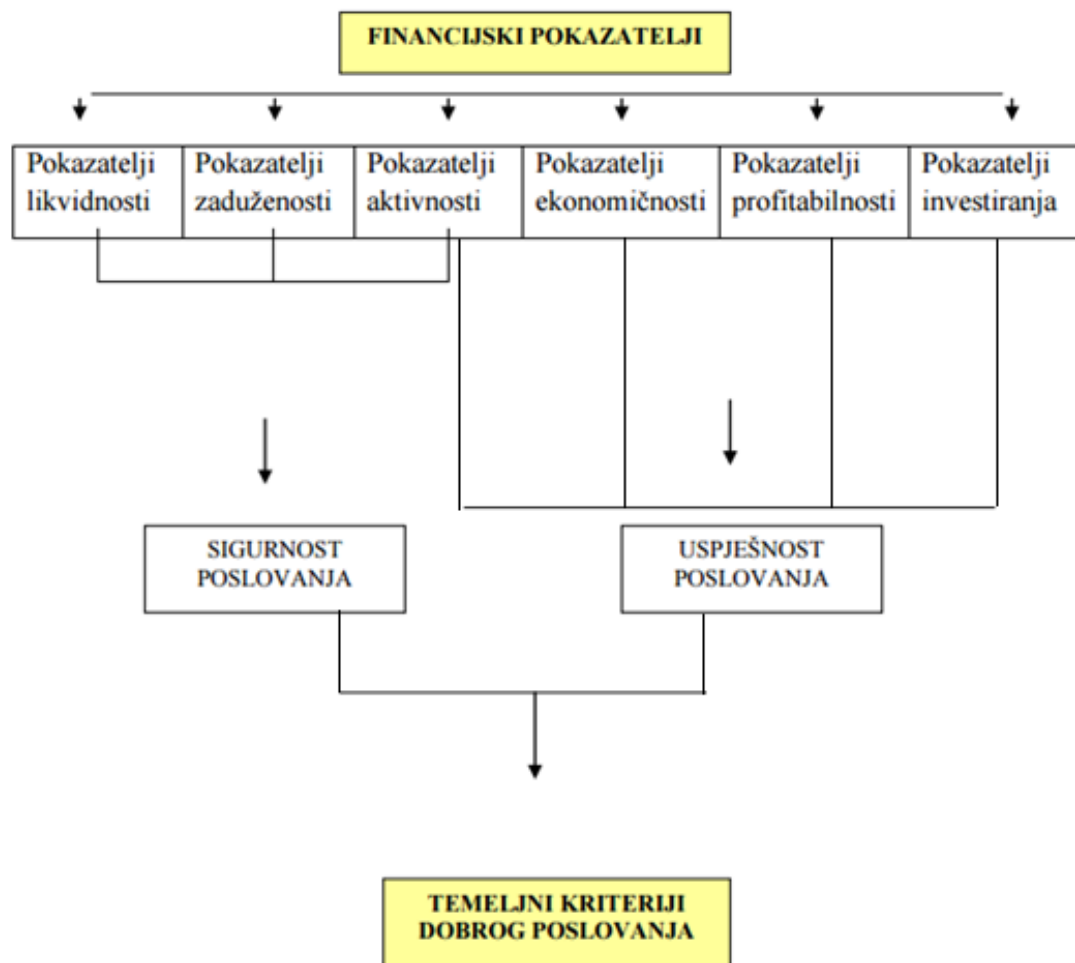 FINANCIJSKI POKAZATELJI
Pokazatelji
likvidnosti
Pokazatelji
zaduženosti
Pokazatelji
aktivnosti
Pokazatelji
ekonomičnosti
Pokazatelji
profitabilnosti
Pokazatelji
investiranja
SIGURNOST
POSLOVANJA
USPJEŠNOST
POSLOVANJA
TEMELJNI KRITERIJI
DOBROG POSLOVANJA